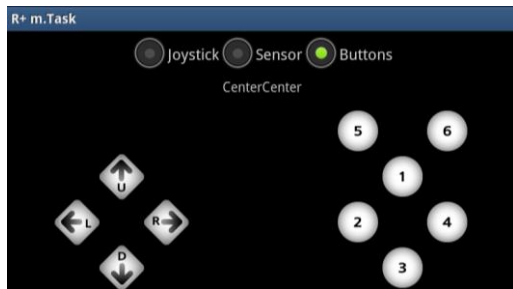 R+ m.Task
Joystick Sensor Buttons
CenterCenter
5 6
U 1
L R 2 4
D 3